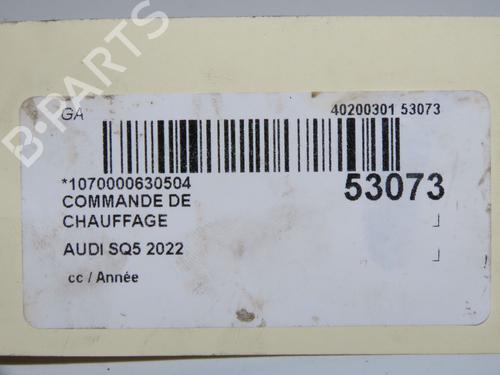 B-PARTS
GA
40200301 53073
*1070000630504
53073
COMMANDE DE
CHAUFFAGE
AUDI SQ5 2022
cc / Année